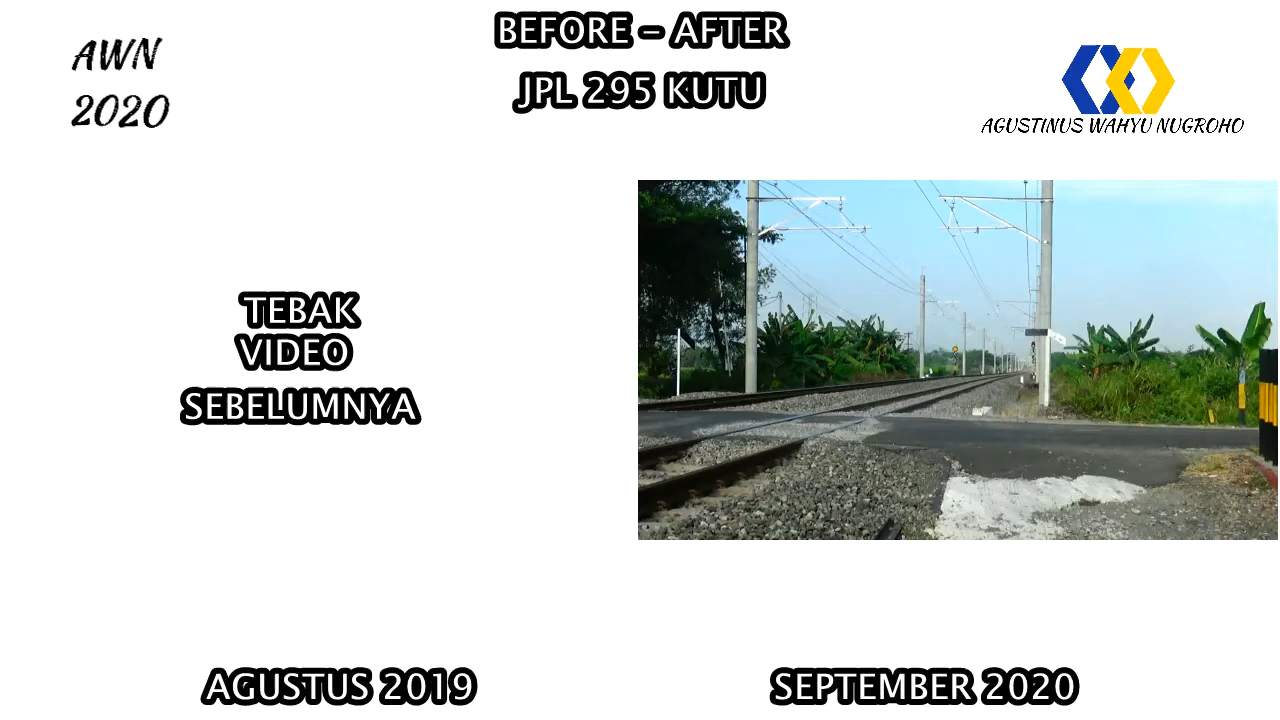 BEFORE – AFTER
JPL 295 KUTU
AWN
2020
AGUSTINUS WAHYU NUGROHO
TEBAK
VIDEO
SEBELUMNYA
AGUSTUS 2019
SEPTEMBER 2020